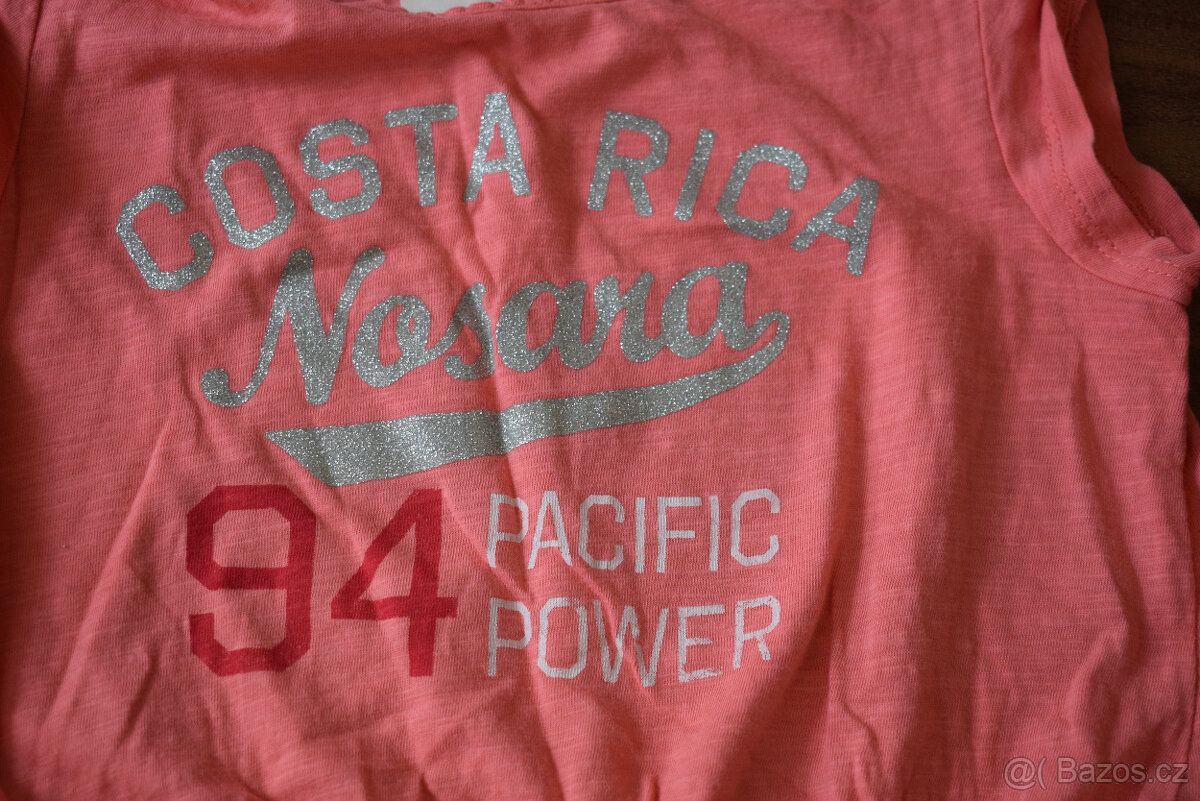 COSTA RICA
Nosara
94 PACIFIC
POWER
@( Bazos.cz